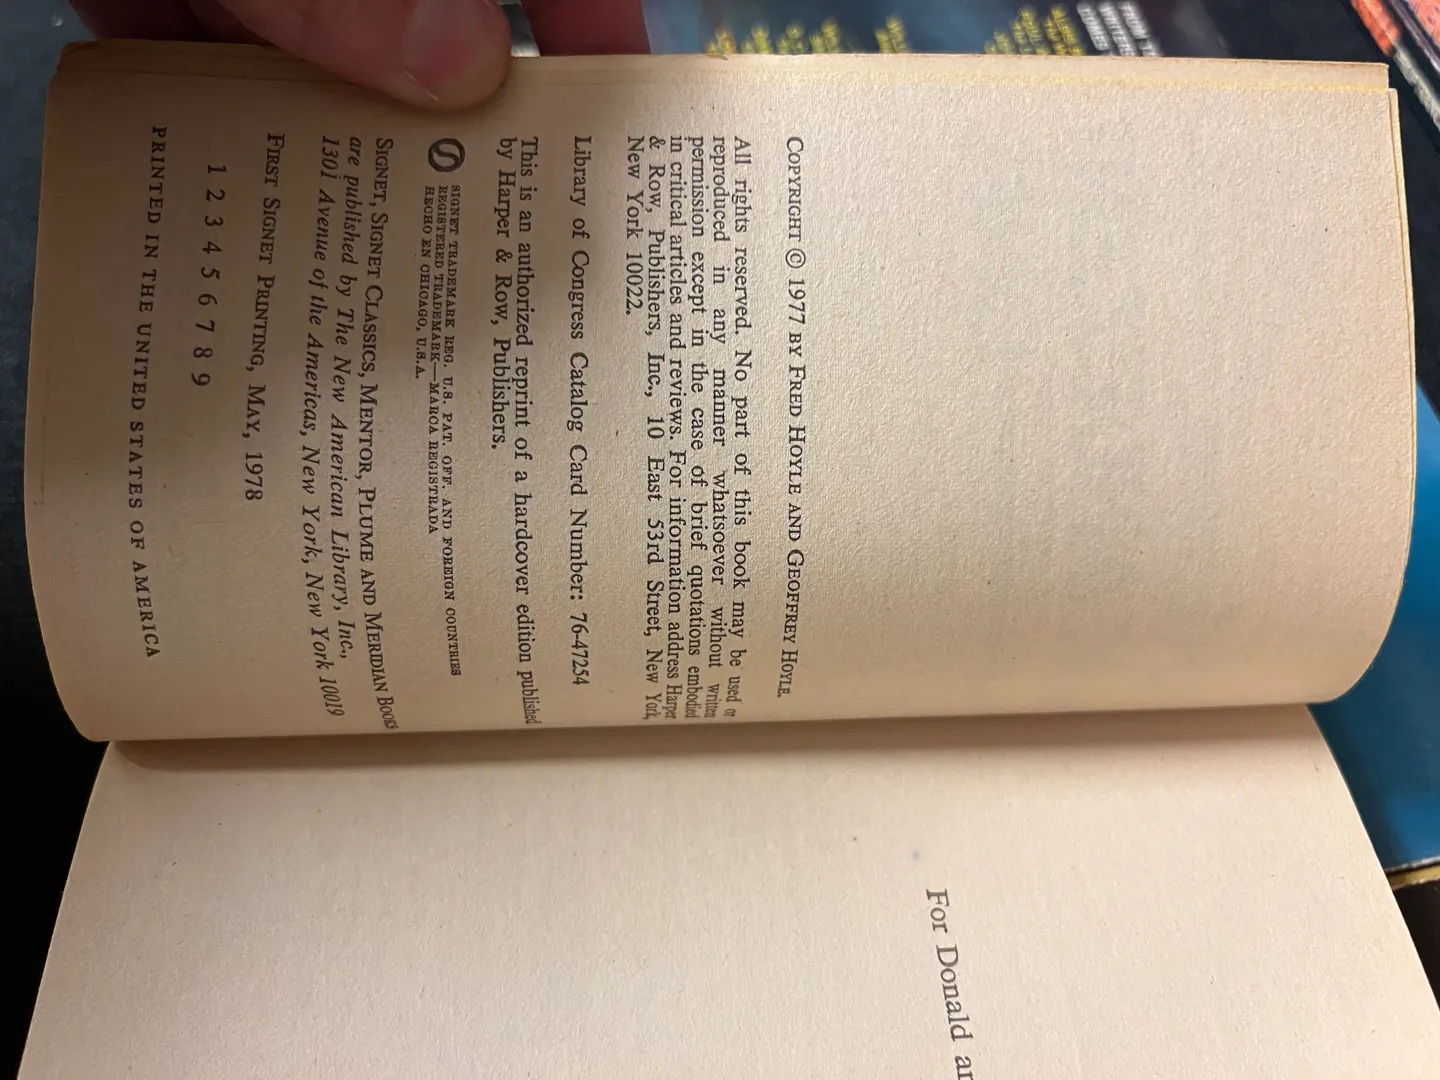 COPYRIGHT © 1977 BY FRED HOYLE AND GEOFFREY HOYLE.
All rights reserved. No part of this book may be used or
reproduced in any manner whatsoever without written
permission except in the case of brief quotations embodied
in critical articles and reviews. For information address Harper
& Row, Publishers, Inc., 10 East 53rd Street, New York,
New York 10022.
Library of Congress Catalog Card Number: 76-47254
This is an authorized reprint of a hardcover edition published
by Harper & Row, Publishers.
SIGNET TRADEMARK REG. U.S. PAT. OFF. AND FOREIGN COUNTRIES
REGISTERED TRADEMARK—MARCA REGISTRADA
HECHO EN CHICAGO, U.S.A.
SIGNET, SIGNET CLASSICS, MENTOR, PLUME AND MERIDIAN BOOKS
are published by The New American Library, Inc.,
1301 Avenue of the Americas, New York, New York 10019
FIRST SIGNET PRINTING, MAY, 1978
1 2 3 4 5 6 7 8 9
PRINTED IN THE UNITED STATES OF AMERICA
For Donald